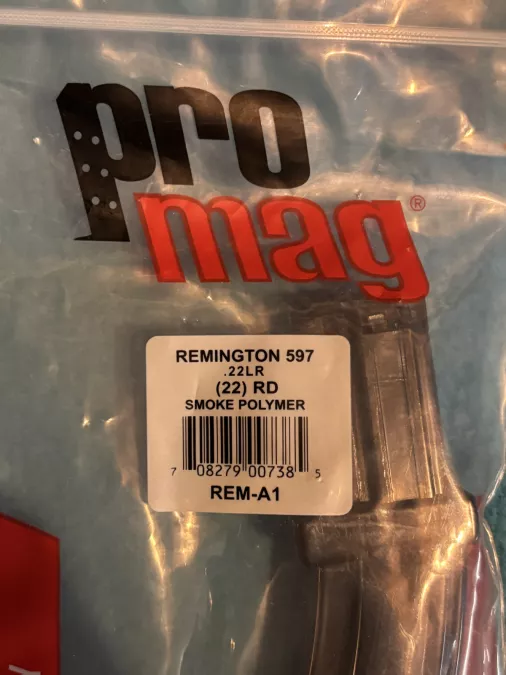 pro
mag®
REMINGTON 597
.22LR
(22) RD
SMOKE POLYMER
7 08279 00738 5
REM-A1